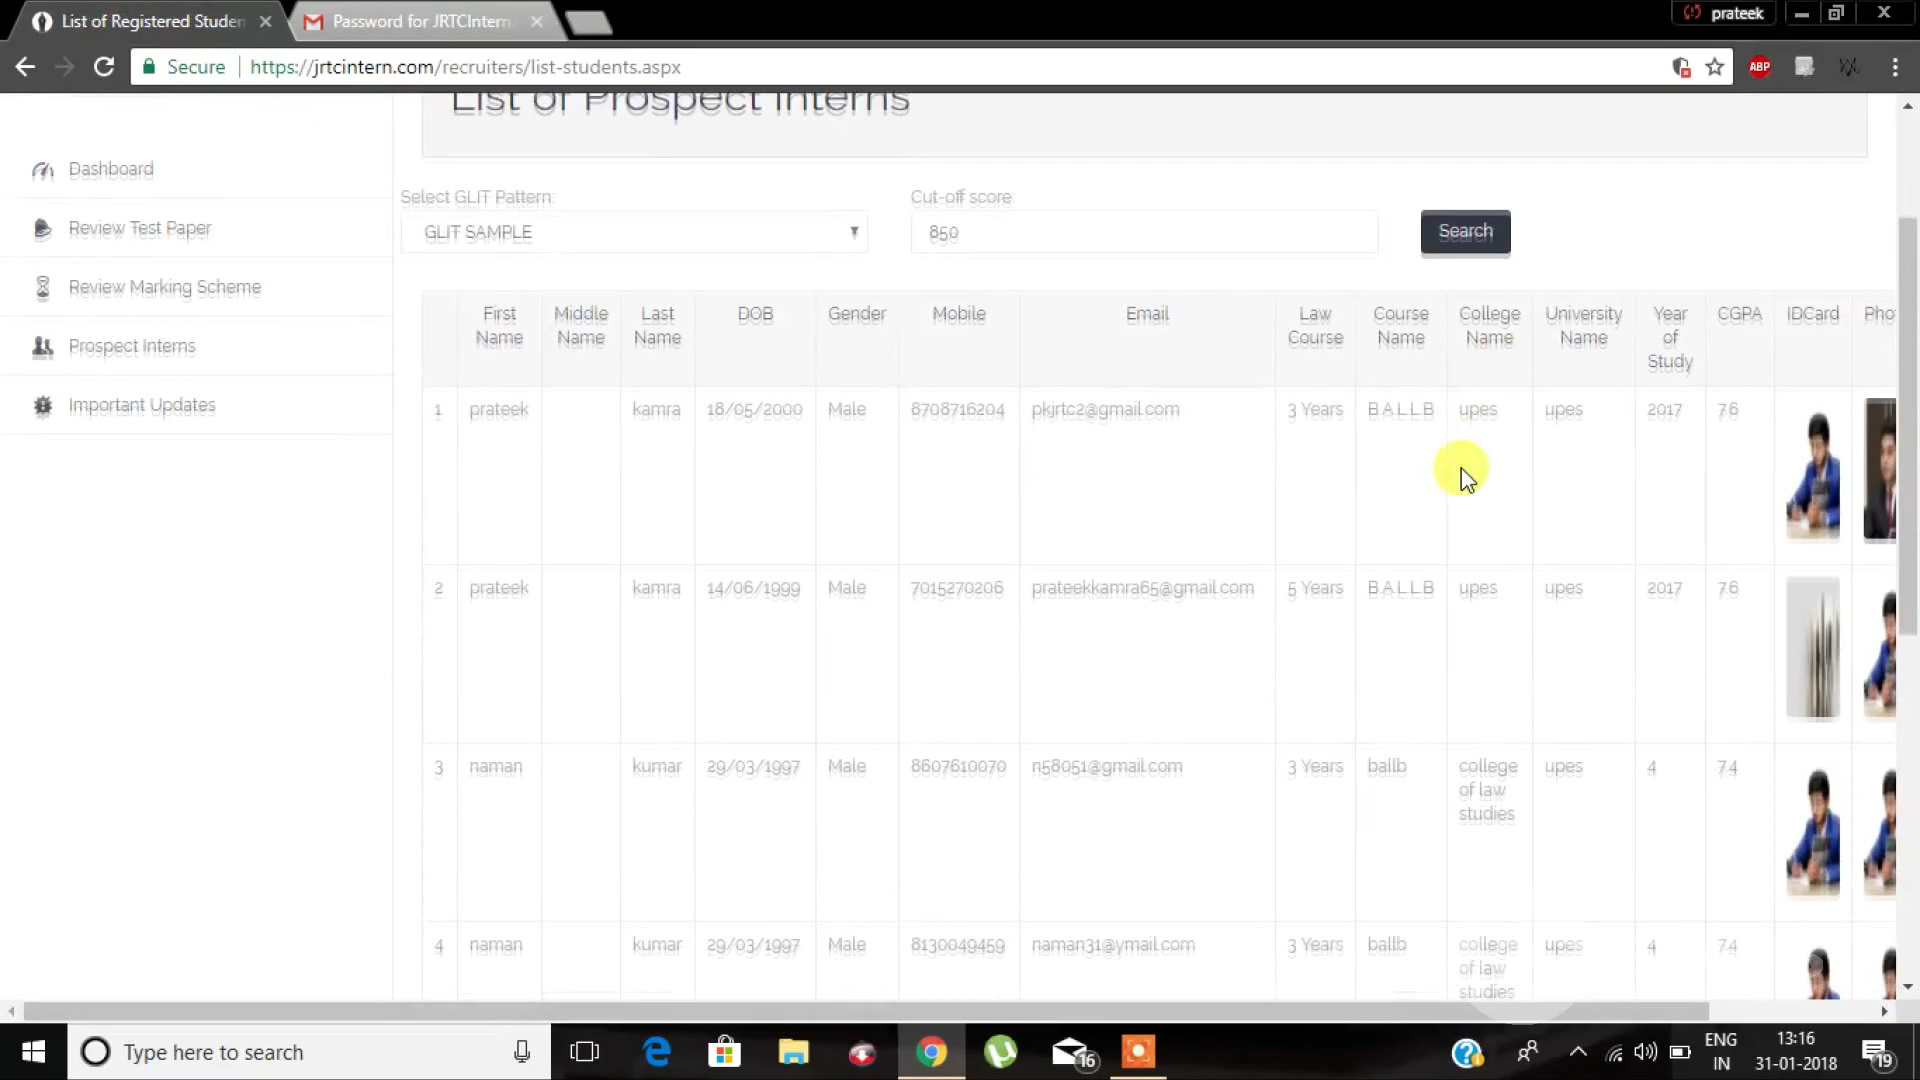 List of Registered Studen
Password for JRTCIntern
prateek
Secure
https://jrtcintern.com/recruiters/list-students.aspx
ABP
List of Prospect Interns
Dashboard
Review Test Paper
Review Marking Scheme
Prospect Interns
Important Updates
Select GLIT Pattern:
Cut-off score
GLIT SAMPLE
850
Search
First Name Middle Name Last Name DOB Gender Mobile Email Law Course Course Name College Name University Name Year of Study CGPA IDCard Pho
1 prateek kamra 18/05/2000 Male 8708716204 pkjrtc2@gmail.com 3 Years B.A.L.L.B upes upes 2017 7.6
2 prateek kamra 14/06/1999 Male 7015270206 prateekkamra65@gmail.com 5 Years B.A.L.L.B upes upes 2017 7.6
3 naman kumar 29/03/1997 Male 8607610070 n58051@gmail.com 3 Years ballb college of law studies upes 4 7.4
4 naman kumar 29/03/1997 Male 8130049459 naman31@ymail.com 3 Years ballb college of law studies upes 4 7.4
Type here to search
16
ENG
IN
13:16
31-01-2018
19